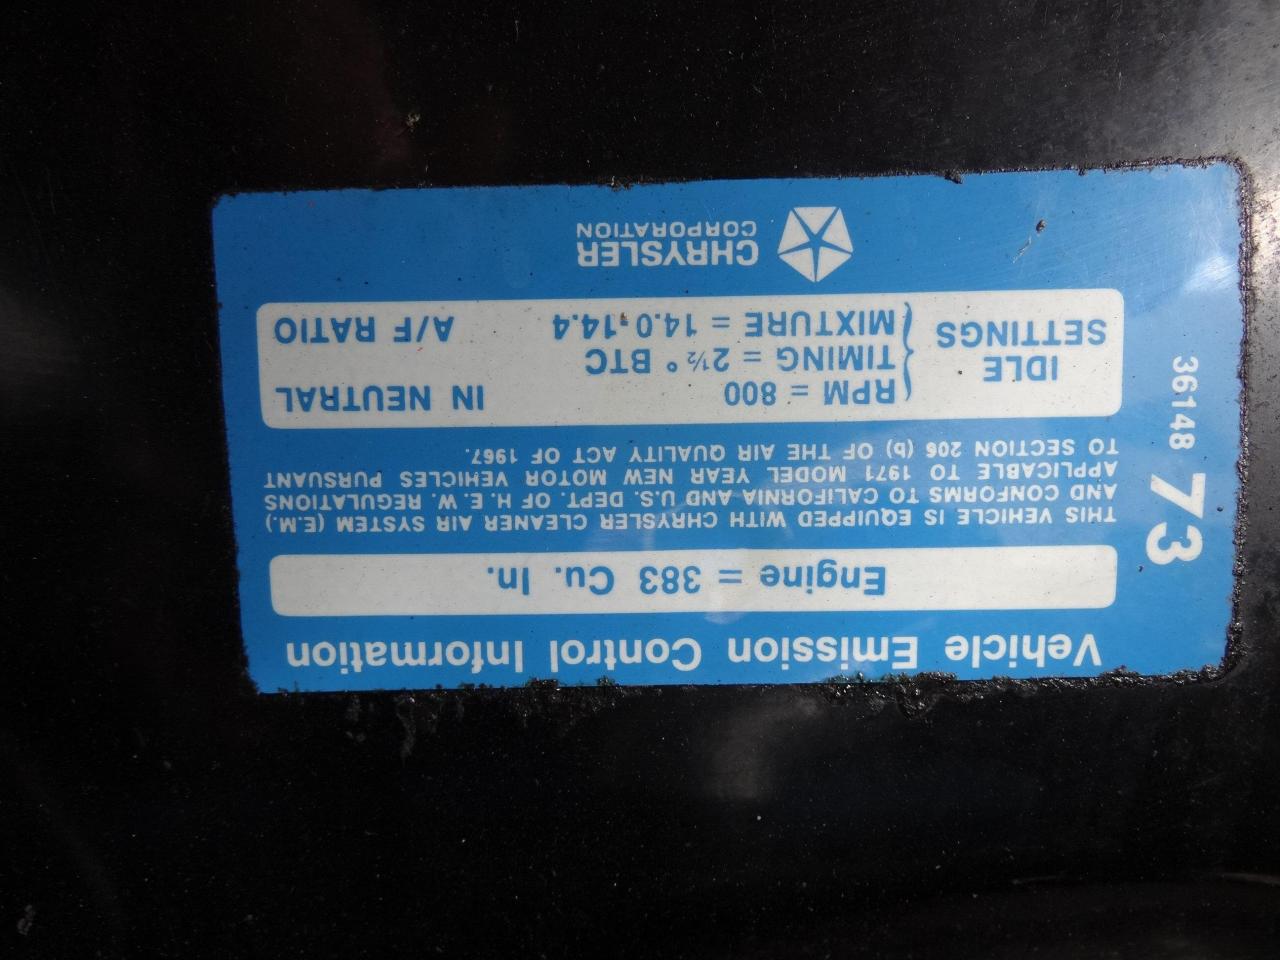 Vehicle Emission Control Information
Engine = 383 Cu. In.
THIS VEHICLE IS EQUIPPED WITH CHRYSLER CLEANER AIR SYSTEM (E.M.)
AND CONFORMS TO CALIFORNIA AND U.S. DEPT. OF H. E. W. REGULATIONS
APPLICABLE TO 1971 MODEL YEAR NEW MOTOR VEHICLES PURSUANT
TO SECTION 206 (b) OF THE AIR QUALITY ACT OF 1967.
IDLE
SETTINGS
RPM = 800 IN NEUTRAL
TIMING = 2½ ° BTC
MIXTURE = 14.0-14.4 A/F RATIO
CHRYSLER
CORPORATION
73
36148